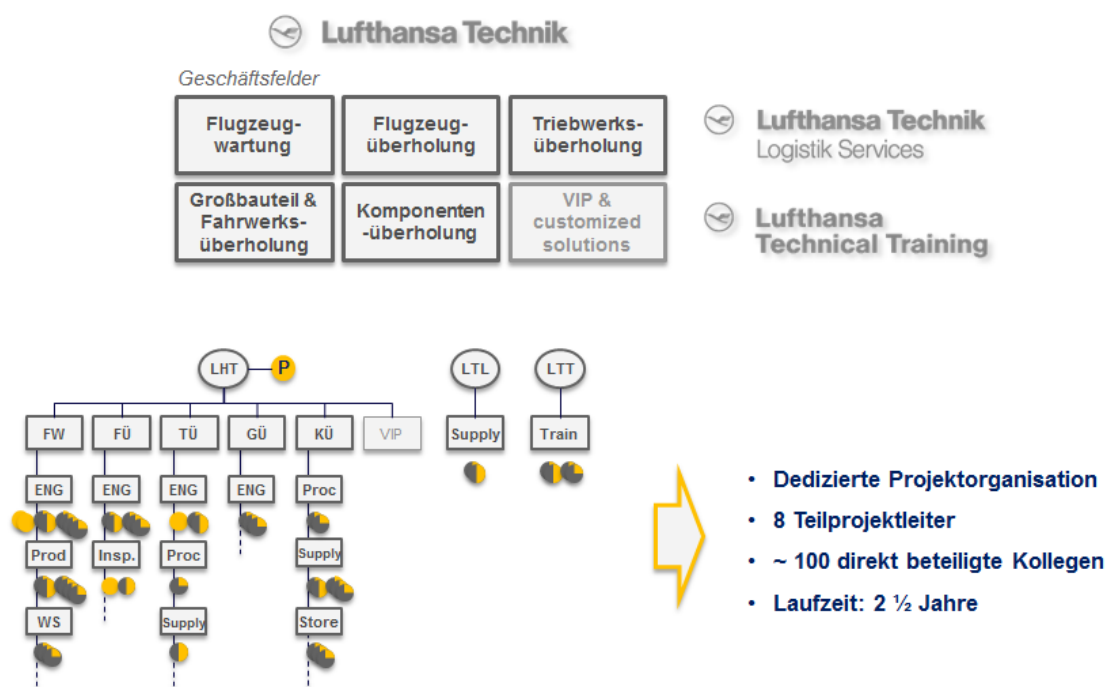 Lufthansa Technik
Geschäftsfelder
Flugzeug-
wartung
Flugzeug-
überholung
Triebwerks-
überholung
Großbauteil &
Fahrwerks-
überholung
Komponenten
-überholung
VIP &
customized
solutions
Lufthansa Technik
Logistik Services
Lufthansa
Technical Training
LHT
P
LTL
LTT
FW
FÜ
TÜ
GÜ
KÜ
VIP
Supply
Train
ENG
ENG
ENG
ENG
Proc
Prod
Insp.
Proc
Supply
WS
Supply
Store
• Dedizierte Projektorganisation
• 8 Teilprojektleiter
• ~ 100 direkt beteiligte Kollegen
• Laufzeit: 2 ½ Jahre